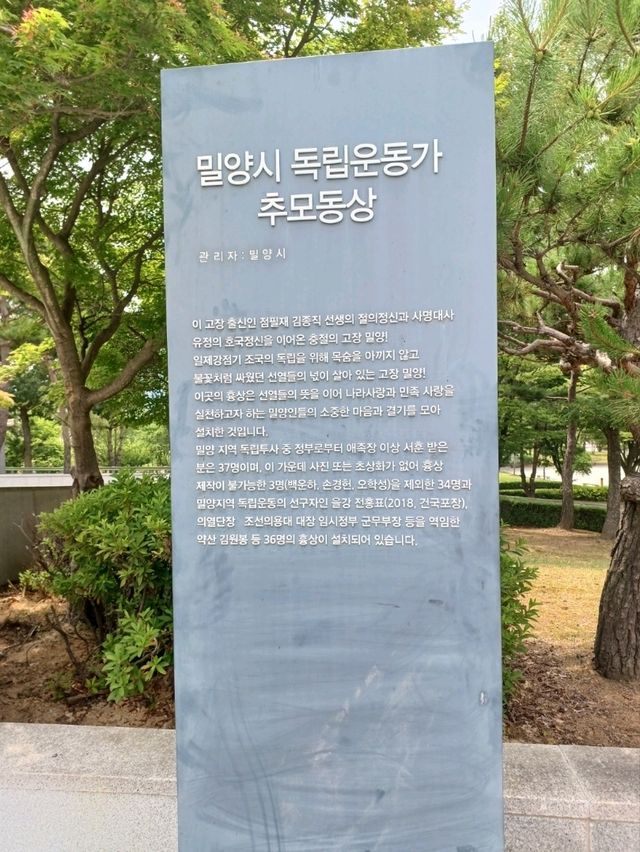 밀양시 독립운동가
추모동상
관리자 : 밀양시
이 고장 출신인 점필재 김종직 선생의 절의정신과 사명대사
유정의 호국정신을 이어온 충절의 고장 밀양!
일제강점기 조국의 독립을 위해 목숨을 아끼지 않고
불꽃처럼 싸웠던 선열들의 넋이 살아 있는 고장 밀양!
이곳의 흉상은 선열들의 뜻을 이어 나라사랑과 민족 사랑을
실천하고자 하는 밀양인들의 소중한 마음과 결기를 모아
설치한 것입니다.
밀양 지역 독립투사 중 정부로부터 애족장 이상 서훈 받은
분은 37명이며, 이 가운데 사진 또는 초상화가 없어 흉상
제작이 불가능한 3명(백운하, 손경헌, 오학성)을 제외한 34명과
밀양지역 독립운동의 선구자인 을강 전홍표(2018. 건국포장),
의열단장 조선의용대 대장 임시정부 군무부장 등을 역임한
약산 김원봉 등 36명의 흉상이 설치되어 있습니다.